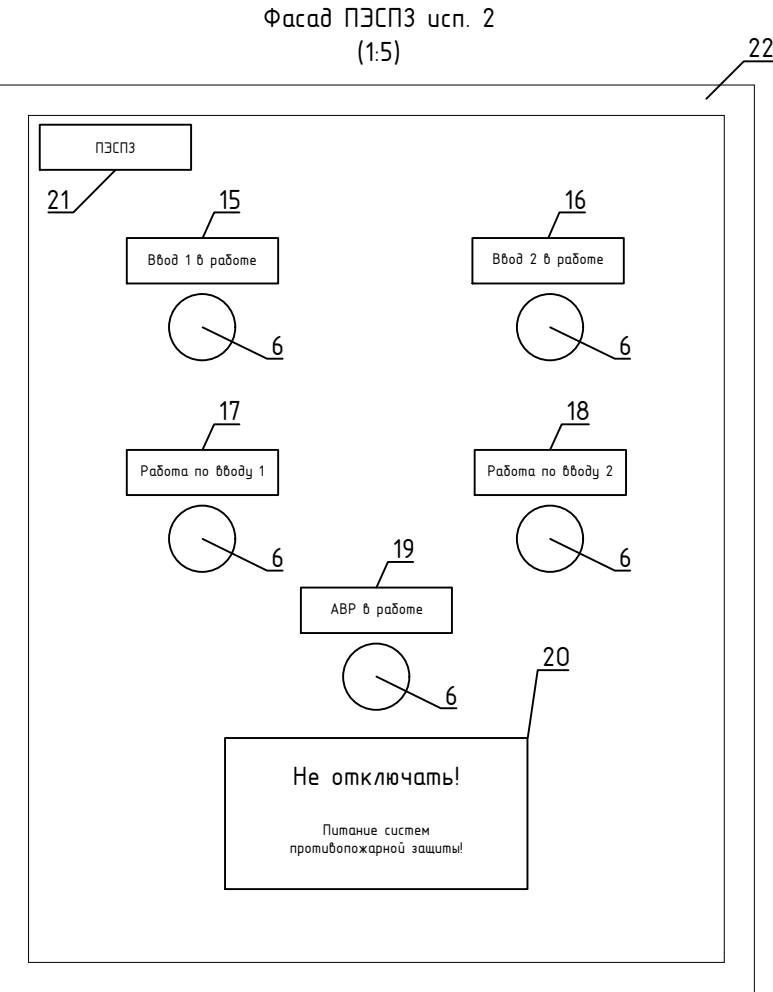 Фасад ПЭСПЗ исп. 2
(1:5)
22
ПЭСПЗ
21
15
16
Ввод 1 в работе
Ввод 2 в работе
6
6
17
18
Работа по вводу 1
Работа по вводу 2
6
6
19
АВР в работе
6
20
Не отключать!
Питание систем
противопожарной защиты!